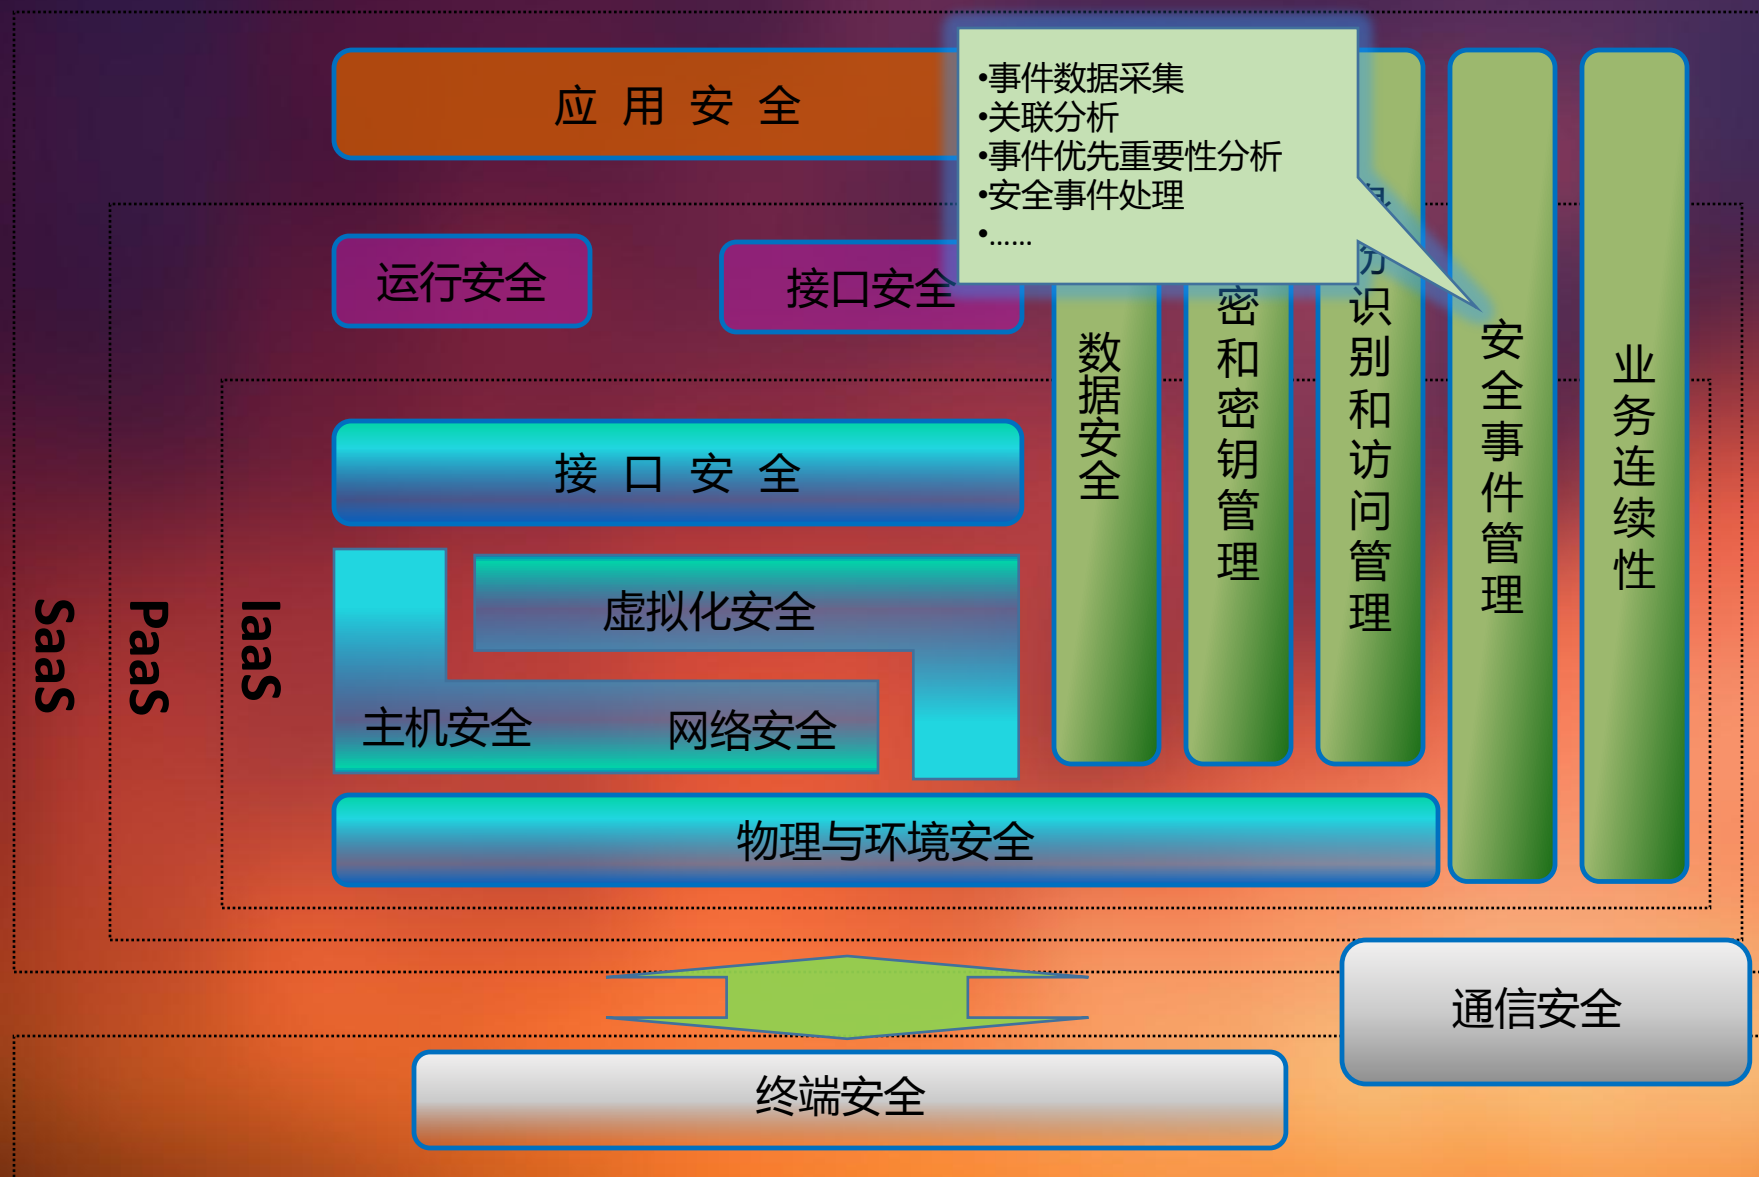 应用安全
•事件数据采集
•关联分析
•事件优先重要性分析
•安全事件处理
•......
运行安全
接口安全
数据安全
密和密钥管理
份识别和访问管理
安全事件管理
业务连续性
接口安全
虚拟化安全
主机安全
网络安全
物理与环境安全
SaaS
PaaS
IaaS
通信安全
终端安全